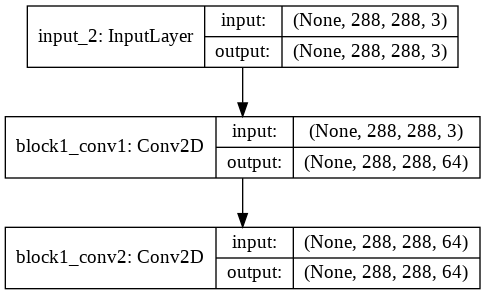 input_2: InputLayer
input: (None, 288, 288, 3)
output: (None, 288, 288, 3)
block1_conv1: Conv2D
input: (None, 288, 288, 3)
output: (None, 288, 288, 64)
block1_conv2: Conv2D
input: (None, 288, 288, 64)
output: (None, 288, 288, 64)